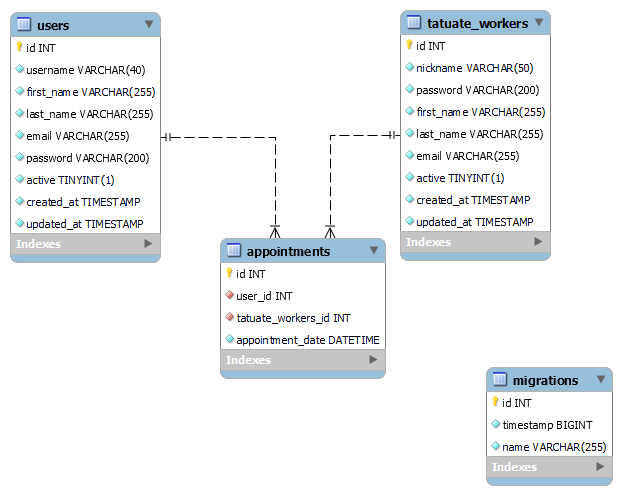 users
id INT
username VARCHAR(40)
first_name VARCHAR(255)
last_name VARCHAR(255)
email VARCHAR(255)
password VARCHAR(200)
active TINYINT(1)
created_at TIMESTAMP
updated_at TIMESTAMP
Indexes
tatuate_workers
id INT
nickname VARCHAR(50)
password VARCHAR(200)
first_name VARCHAR(255)
last_name VARCHAR(255)
email VARCHAR(255)
active TINYINT(1)
created_at TIMESTAMP
updated_at TIMESTAMP
Indexes
appointments
id INT
user_id INT
tatuate_workers_id INT
appointment_date DATETIME
Indexes
migrations
id INT
timestamp BIGINT
name VARCHAR(255)
Indexes